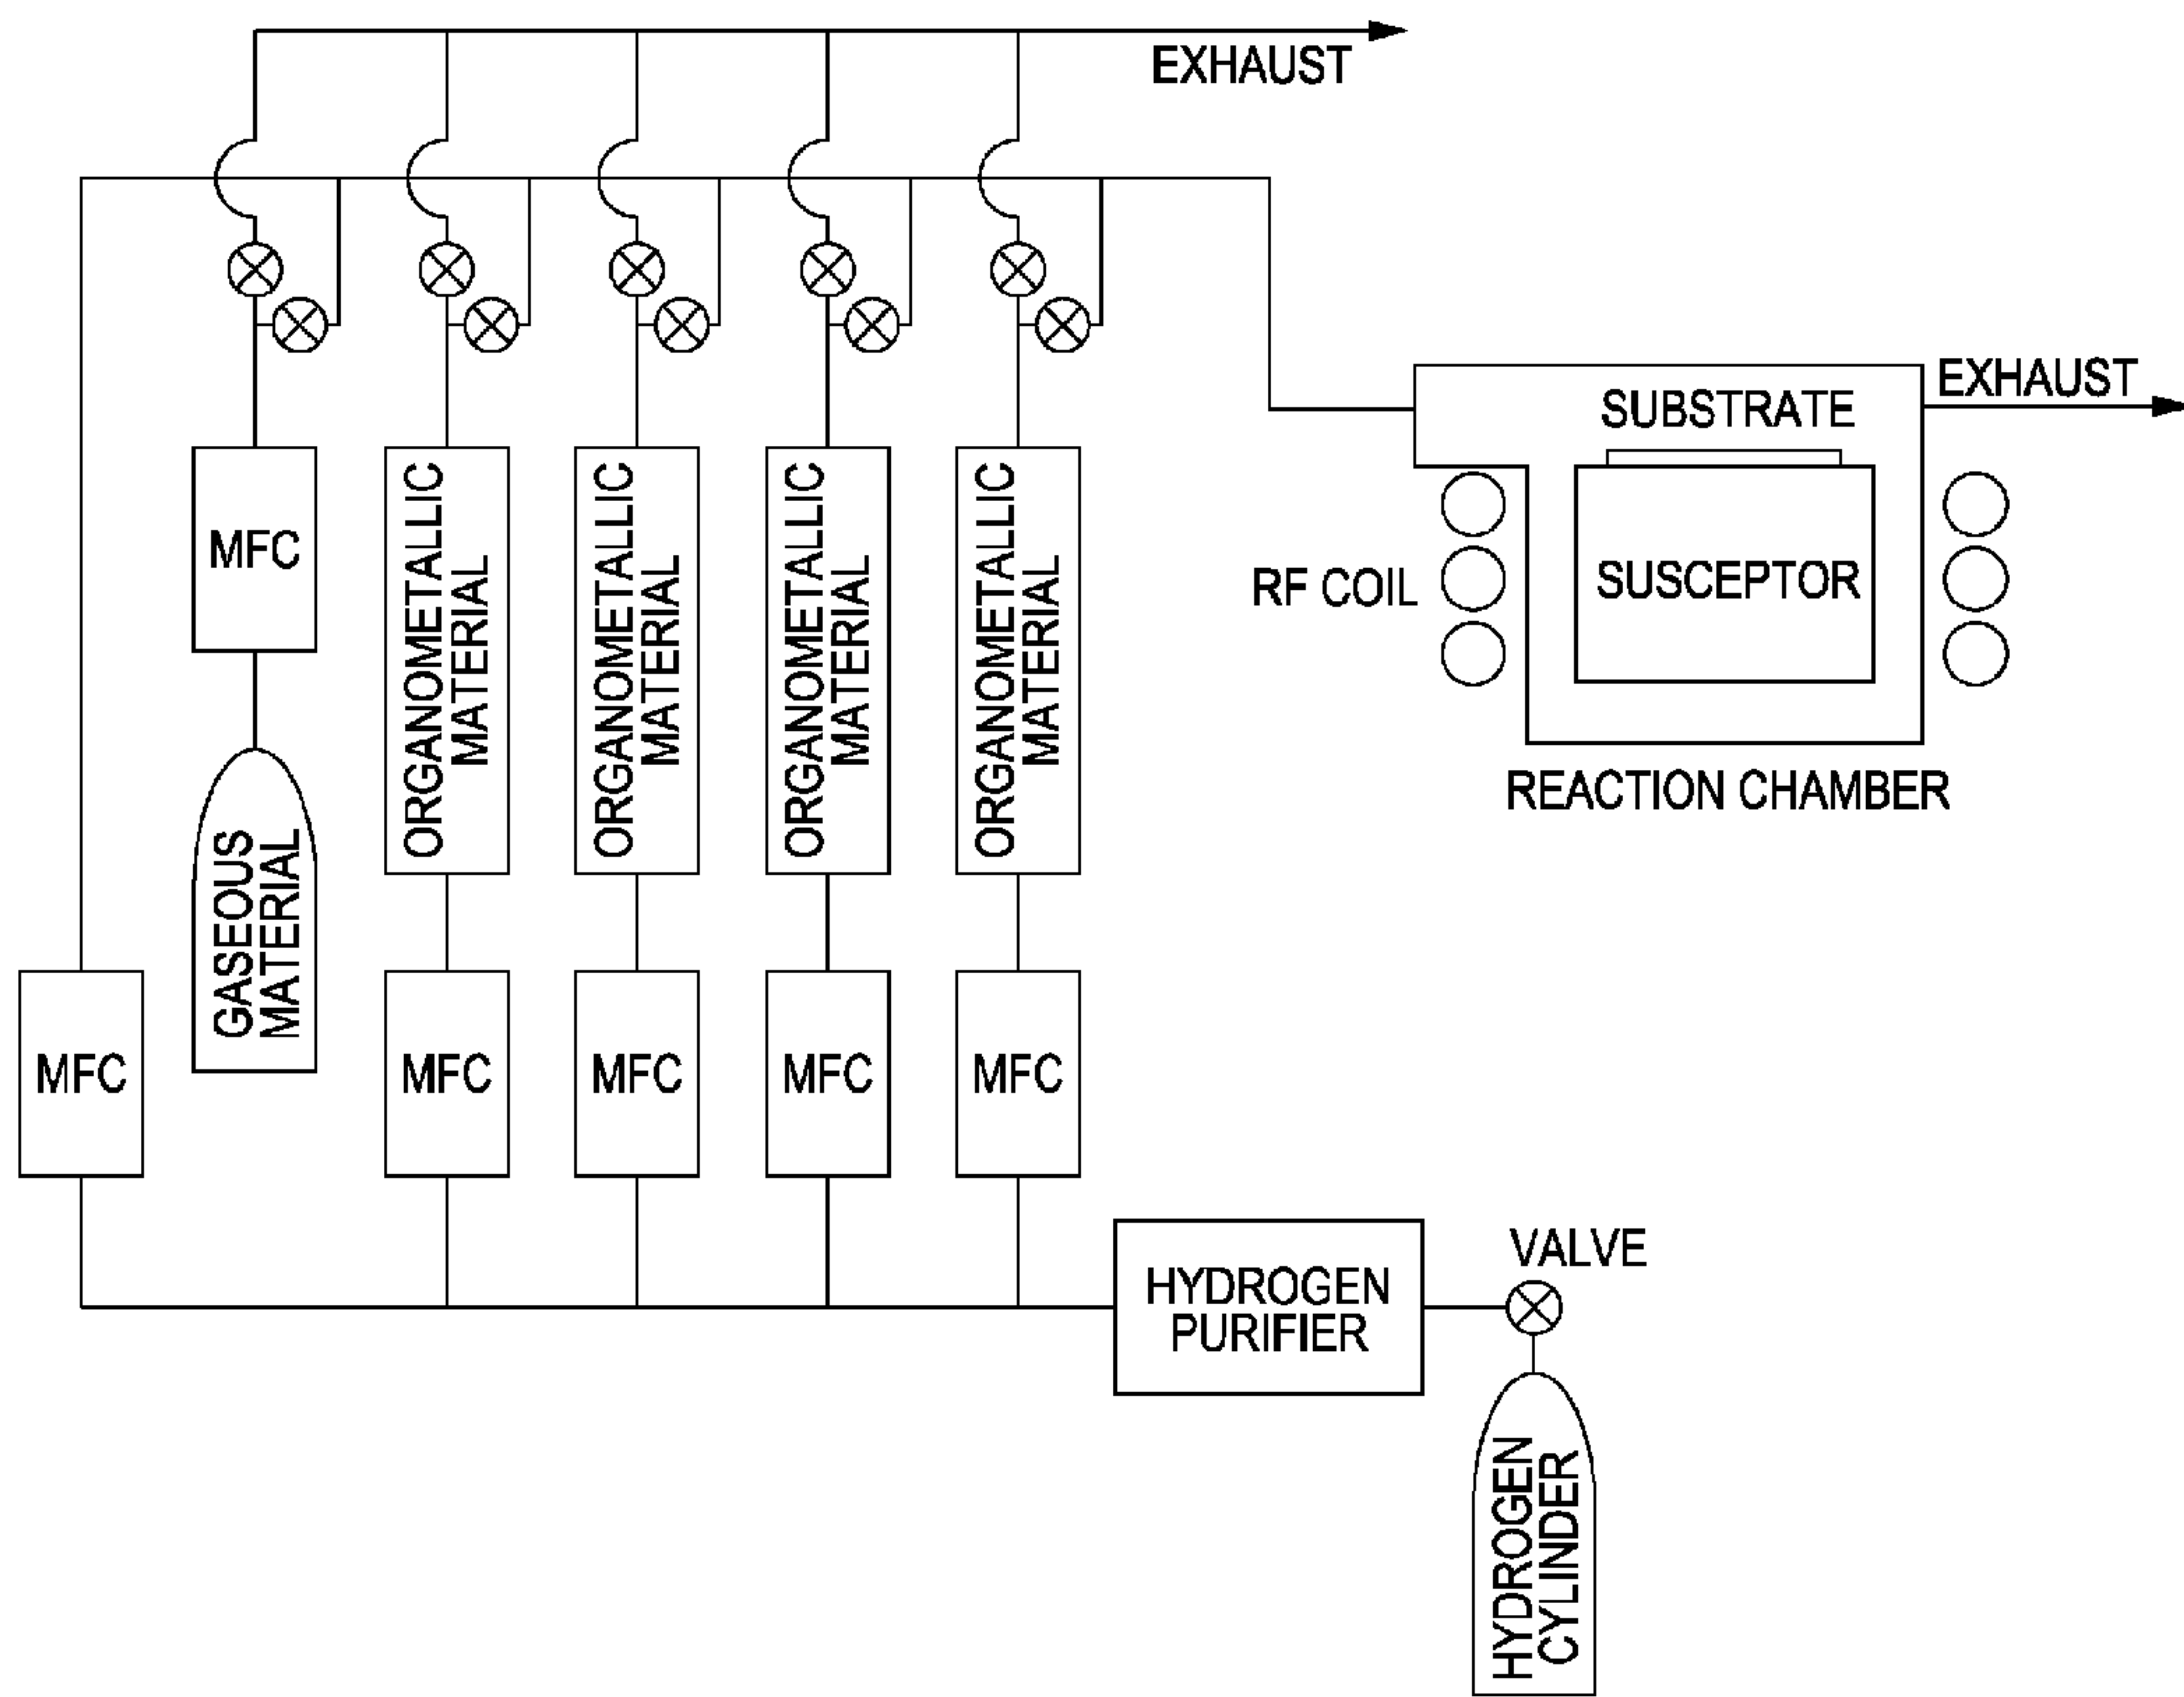 EXHAUST
EXHAUST
SUBSTRATE
MFC
ORGANOMETALLIC
MATERIAL
ORGANOMETALLIC
MATERIAL
ORGANOMETALLIC
MATERIAL
ORGANOMETALLIC
MATERIAL
RF COIL
SUSCEPTOR
REACTION CHAMBER
GASEOUS
MATERIAL
MFC
MFC
MFC
MFC
MFC
VALVE
HYDROGEN
PURIFIER
HYDROGEN
CYLINDER